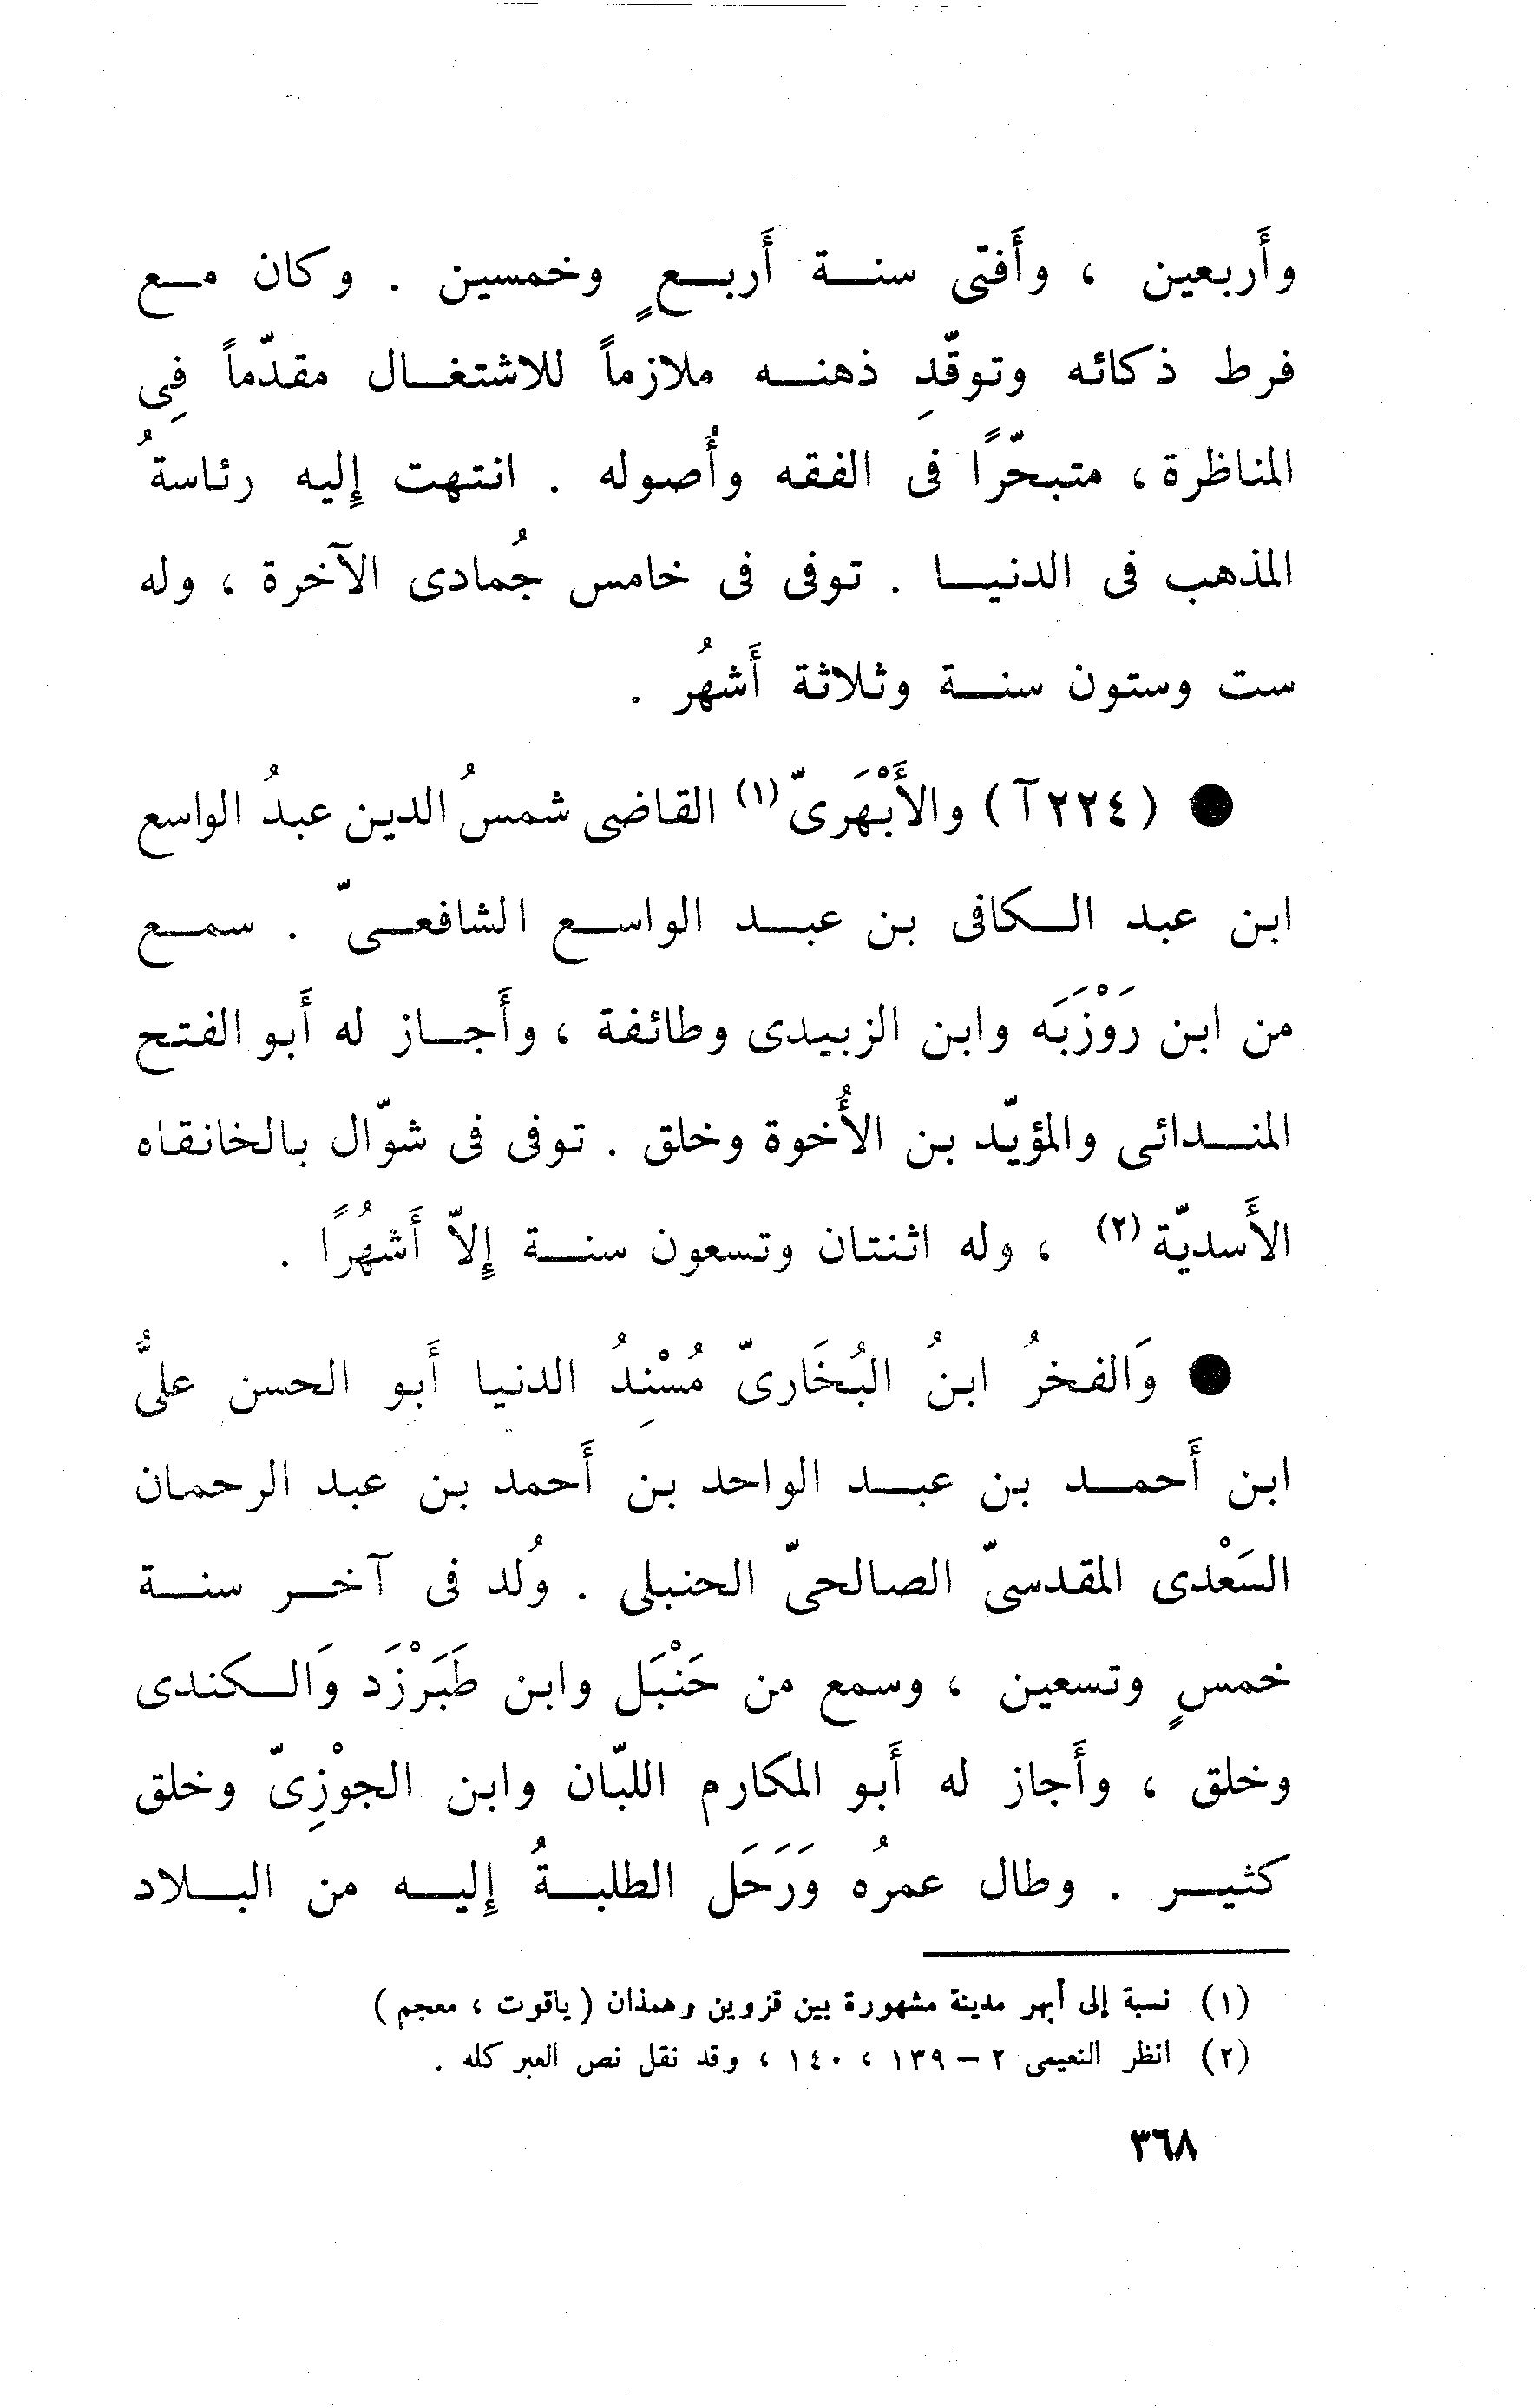 وأَربعين ، وأَفتى سنة أَربعٍ وخمسين . وكان مع
فرط ذكائه وتوقّدِ ذهنه ملازماً للاشتغال مقدّماً فِى
المناظرة ، متبحّرًا فى الفقه وأُصوله . انتهت إِليه رئاسةُ
المذهب فى الدنيا . توفى فى خامس جُمادى الآخرة ، وله
ست وستون سنة وثلاثة أَشهُر .
● (٢٢٤آ) والأَبْهَرىّ (١) القاضى شمسُ الدين عبدُ الواسع
ابن عبد الكافى بن عبد الواسع الشافعىّ . سمع
من ابن رَوْزبَه وابن الزبيدى وطائفة ، وأَجاز له أَبو الفتح
المندائى والمؤيّد بن الأُخوة وخلق . توفى فى شوّال بالخانقاه
الأَسديّة (٢) ، وله اثنتان وتسعون سنة إِلاّ أَشهُرًا .
● وَالفخرُ ابنُ البُخَارىّ مُسْنِدُ الدنيا أَبو الحسن علىُّ
ابن أَحمد بن عبد الواحد بن أَحمد بن عبد الرحمان
السَعْدى المقدسىّ الصالحىّ الحنبلى . وُلد فى آخر سنة
خمسٍ وتسعين ، وسمع من حَنْبَل وابن طَبَرْزَد وَالكندى
وخلق ، وأَجاز له أَبو المكارم اللبّان وابن الجوْزِىّ وخلق
كثير . وطال عمرُه وَرَحَل الطلبةُ إِليه من البلاد
(١) نسبة إلى أبهر مدينة مشهورة بين قزوين وهمذان (ياقوت ، معجم)
(٢) انظر النعيمى ٢ – ١٣٩ ، ١٤٠ ، وقد نقل نص العبر كله .
٣٦٨